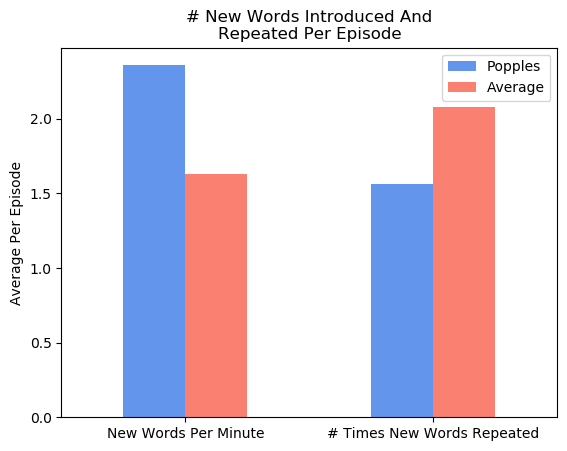 # New Words Introduced And
Repeated Per Episode
Popples
Average
Average Per Episode
2.0
1.5
1.0
0.5
0.0
New Words Per Minute
# Times New Words Repeated